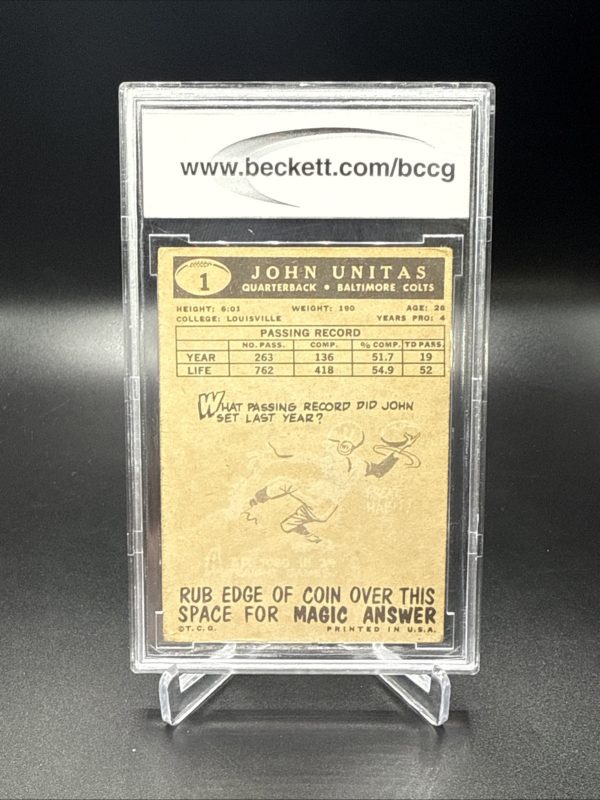 www.beckett.com/bccg
1
JOHN UNITAS
QUARTERBACK • BALTIMORE COLTS
HEIGHT: 6:01 WEIGHT: 190 AGE: 26
COLLEGE: LOUISVILLE YEARS PRO: 4
PASSING RECORD
NO. PASS. COMP. % COMP. TD PASS.
YEAR 263 136 51.7 19
LIFE 762 418 54.9 52
WHAT PASSING RECORD DID JOHN
SET LAST YEAR?
RUB EDGE OF COIN OVER THIS
SPACE FOR MAGIC ANSWER
©T.C.G. PRINTED IN U.S.A.